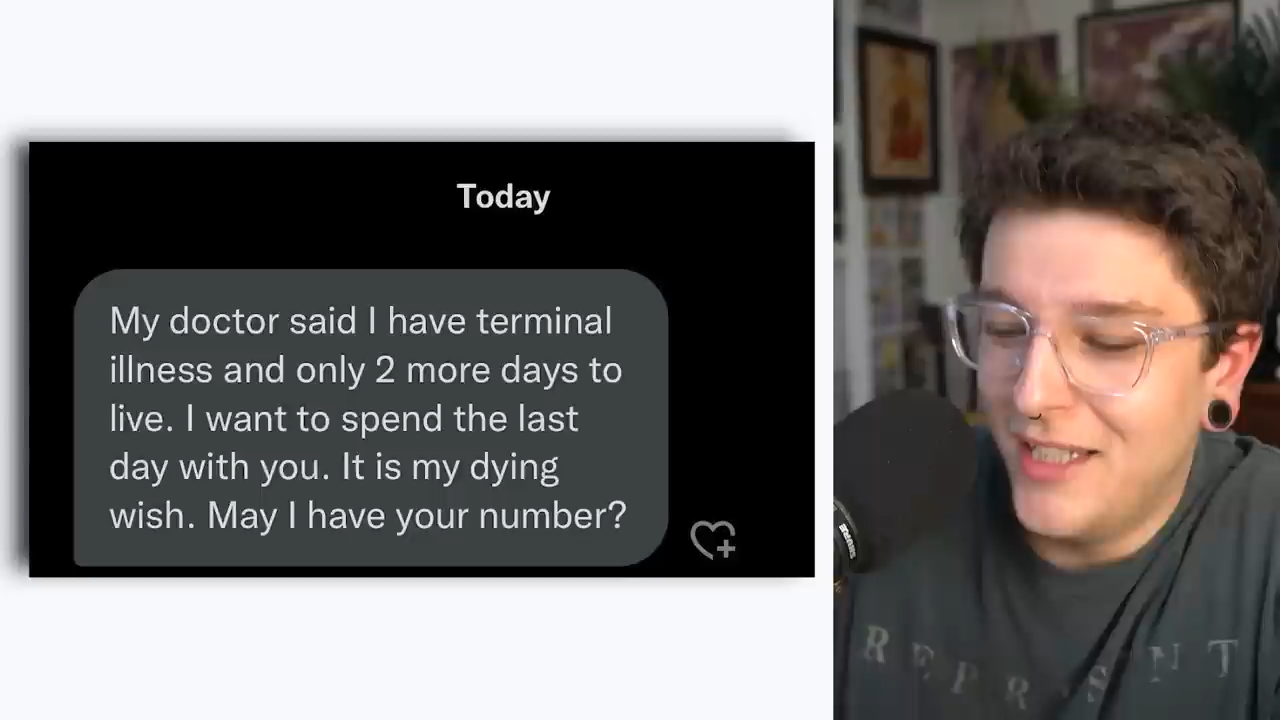 Today
My doctor said I have terminal
illness and only 2 more days to
live. I want to spend the last
day with you. It is my dying
wish. May I have your number?
REPRSNT